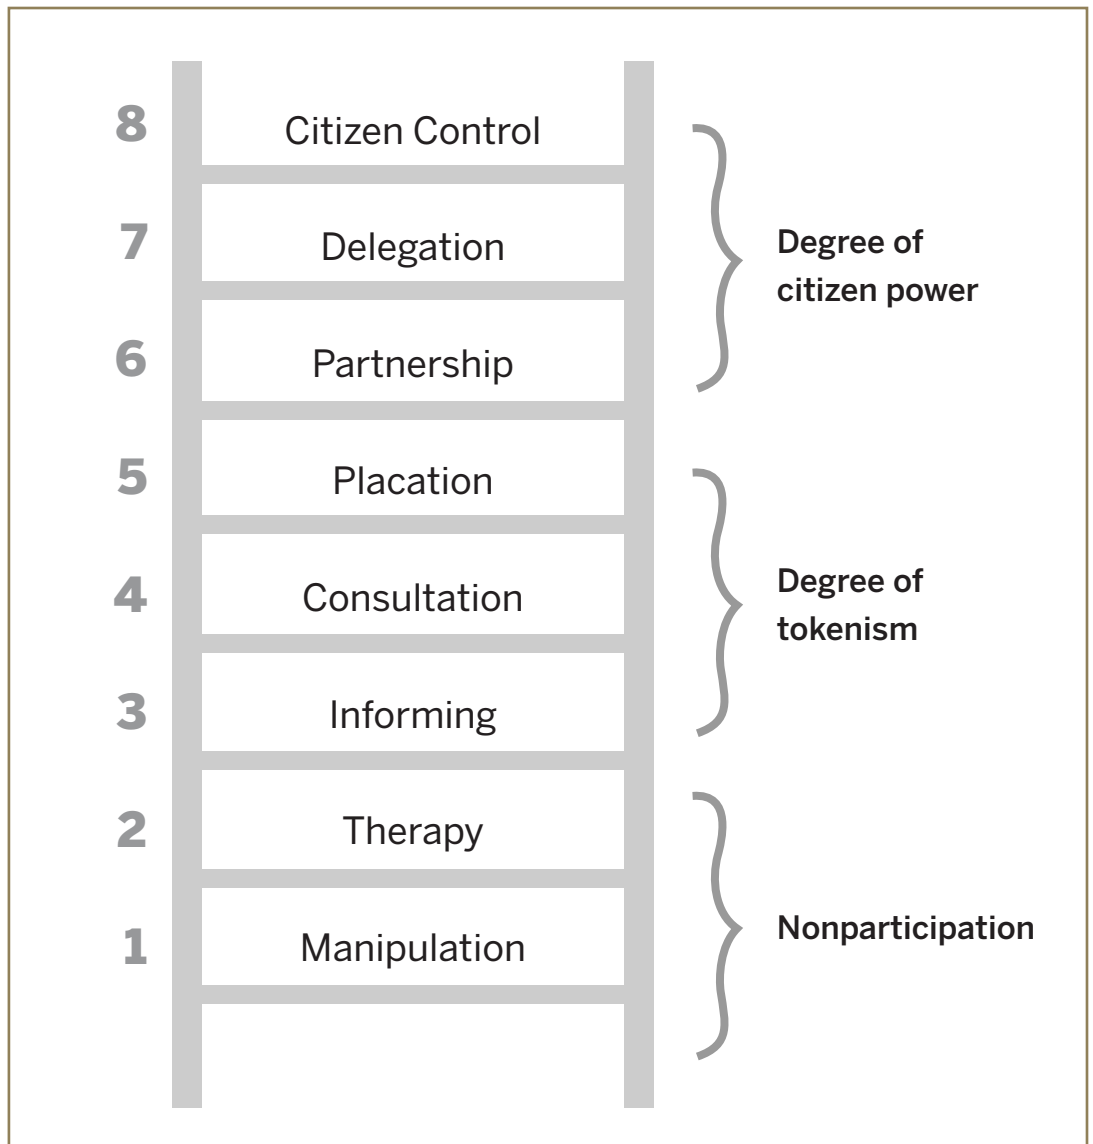 8 Citizen Control
7 Delegation
6 Partnership
Degree of
citizen power
5 Placation
4 Consultation
3 Informing
Degree of
tokenism
2 Therapy
1 Manipulation
Nonparticipation